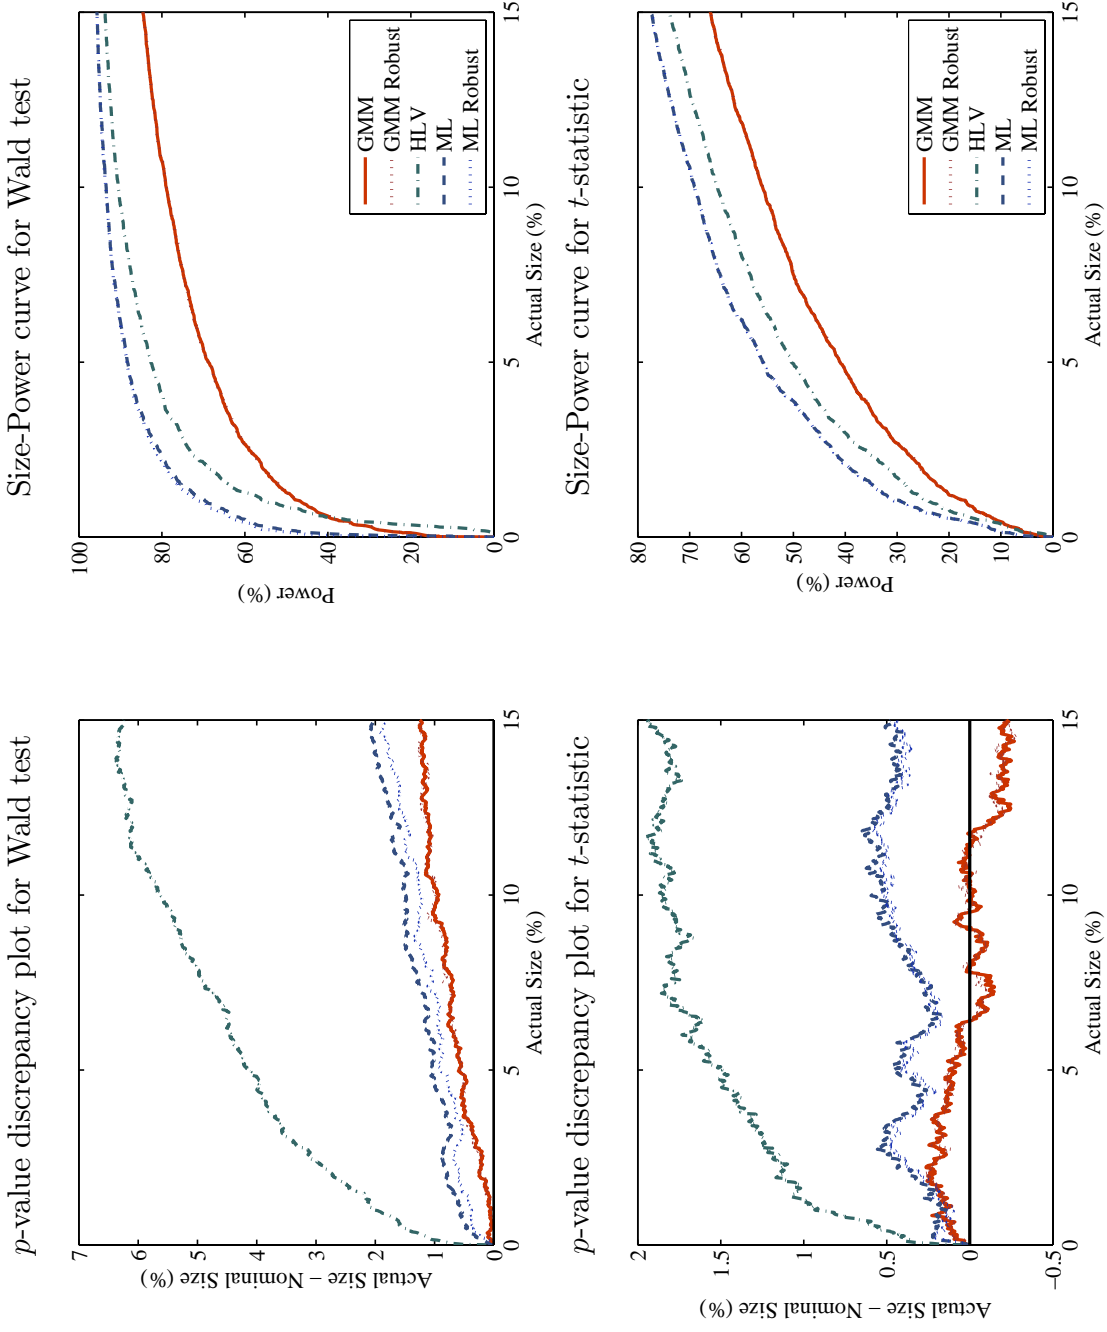 p-value discrepancy plot for Wald test
7
6
5
4
3
2
1
0
Actual Size – Nominal Size (%)
0
5
10
15
Actual Size (%)
Size-Power curve for Wald test
100
80
60
40
20
0
Power (%)
0
5
10
15
Actual Size (%)
GMM
GMM Robust
HLV
ML
ML Robust
p-value discrepancy plot for t-statistic
2
1.5
1
0.5
0
−0.5
Actual Size – Nominal Size (%)
0
5
10
15
Actual Size (%)
Size-Power curve for t-statistic
80
70
60
50
40
30
20
10
0
Power (%)
0
5
10
15
Actual Size (%)
GMM
GMM Robust
HLV
ML
ML Robust